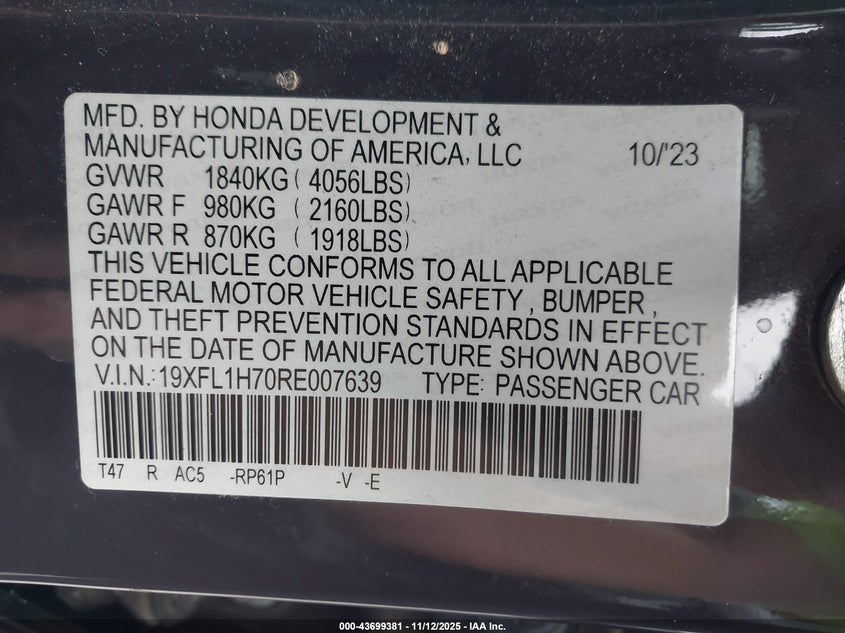 MFD. BY HONDA DEVELOPMENT &
MANUFACTURING OF AMERICA, LLC 10/'23
GVWR 1840KG ( 4056LBS)
GAWR F 980KG ( 2160LBS)
GAWR R 870KG ( 1918LBS)
THIS VEHICLE CONFORMS TO ALL APPLICABLE
FEDERAL MOTOR VEHICLE SAFETY , BUMPER ,
AND THEFT PREVENTION STANDARDS IN EFFECT
ON THE DATE OF MANUFACTURE SHOWN ABOVE.
V.I.N.:19XFL1H70RE007639 TYPE: PASSENGER CAR
T47 R AC5 -RP61P -V -E
000-43699381 - 11/12/2025 - IAA Inc.